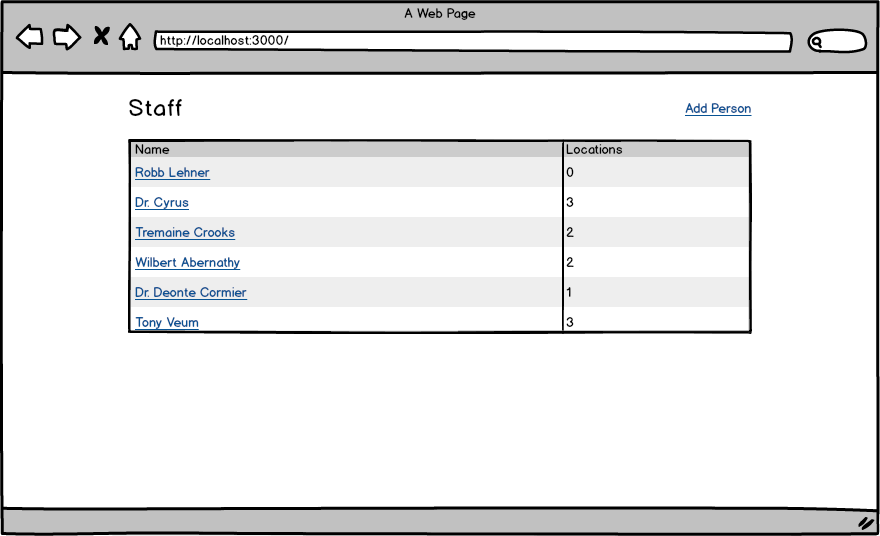 A Web Page
http://localhost:3000/
Staff
Add Person
Name Locations
Robb Lehner 0
Dr. Cyrus 3
Tremaine Crooks 2
Wilbert Abernathy 2
Dr. Deonte Cormier 1
Tony Veum 3